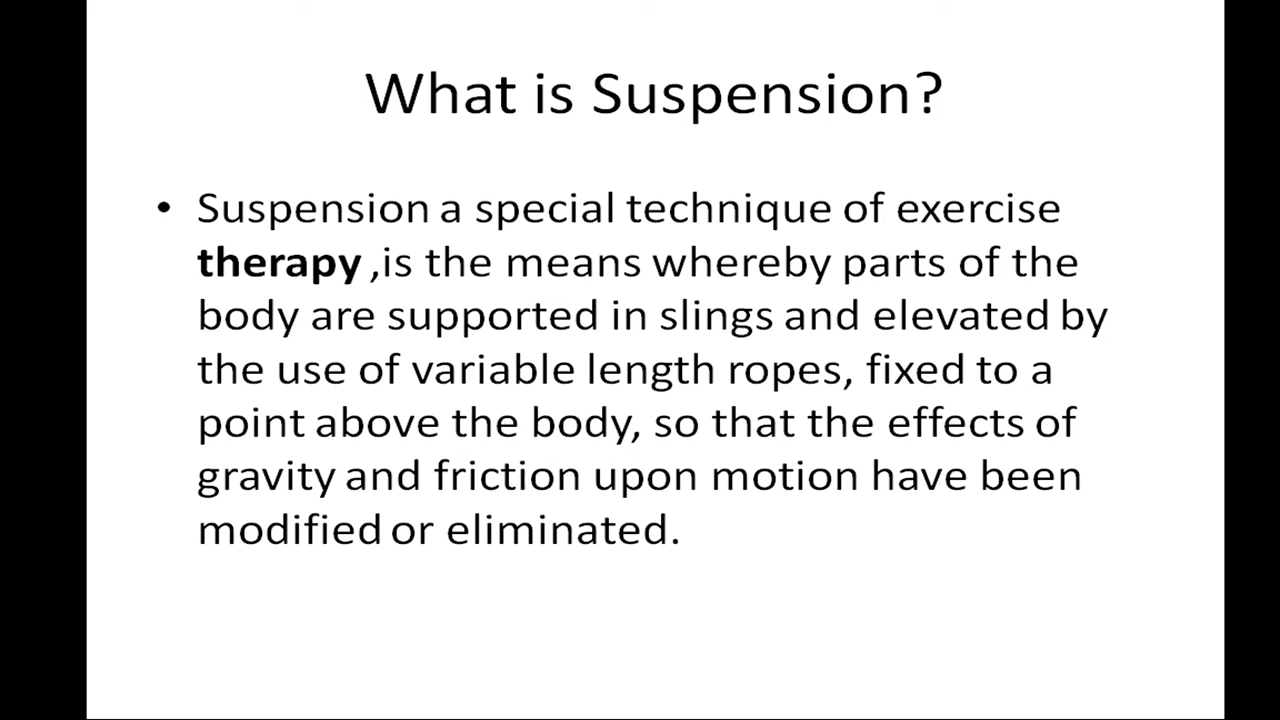 What is Suspension?
• Suspension a special technique of exercise
therapy ,is the means whereby parts of the
body are supported in slings and elevated by
the use of variable length ropes, fixed to a
point above the body, so that the effects of
gravity and friction upon motion have been
modified or eliminated.